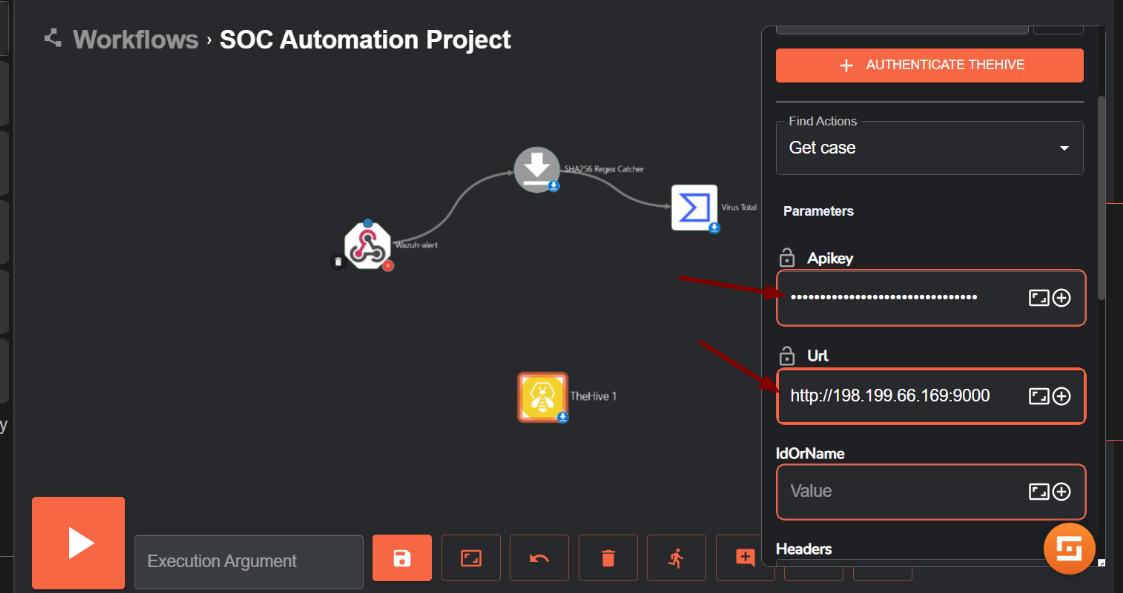 Workflows › SOC Automation Project
+ AUTHENTICATE THEHIVE
Find Actions
Get case
Parameters
Apikey
••••••••••••••••••••••••••••••••
Url
http://198.199.66.169:9000
IdOrName
Value
Headers
SHA256 Regex Catcher
Virus Total
Wazuh-alert
TheHive 1
y
Execution Argument